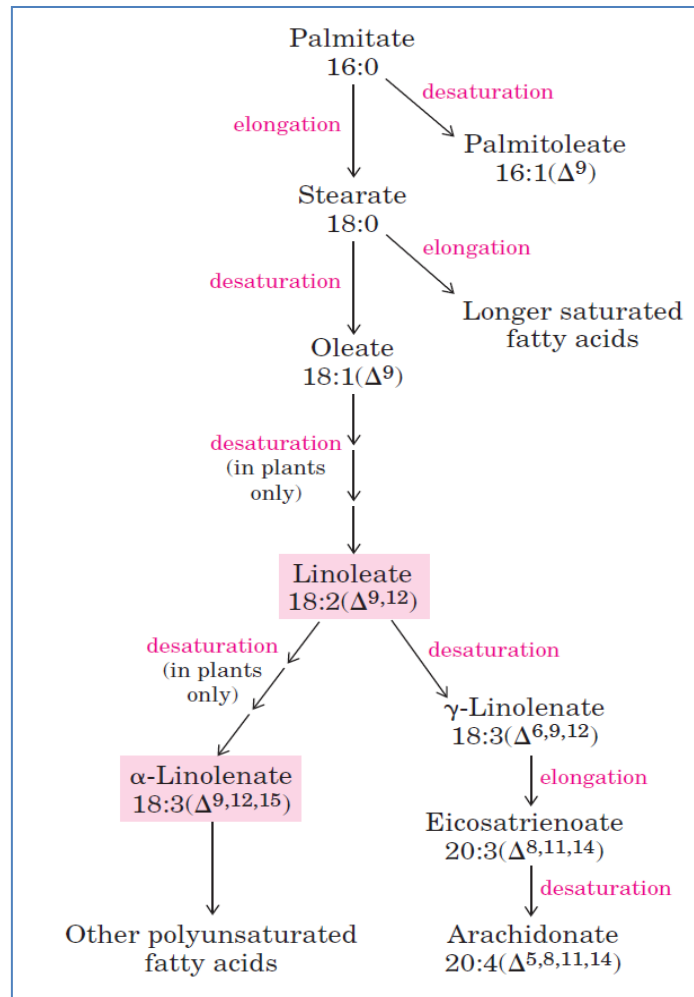 Palmitate
16:0
desaturation
elongation
Palmitoleate
16:1(Δ⁹)
Stearate
18:0
elongation
desaturation
Longer saturated
fatty acids
Oleate
18:1(Δ⁹)
desaturation
(in plants
only)
Linoleate
18:2(Δ⁹,¹²)
desaturation
(in plants
only)
desaturation
γ-Linolenate
18:3(Δ⁶,⁹,¹²)
α-Linolenate
18:3(Δ⁹,¹²,¹⁵)
elongation
Eicosatrienoate
20:3(Δ⁸,¹¹,¹⁴)
desaturation
Other polyunsaturated
fatty acids
Arachidonate
20:4(Δ⁵,⁸,¹¹,¹⁴)